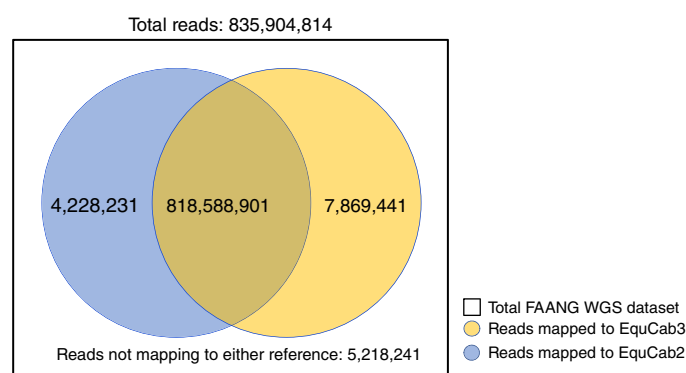 Total reads: 835,904,814
4,228,231 818,588,901 7,869,441
Reads not mapping to either reference: 5,218,241
Total FAANG WGS dataset
Reads mapped to EquCab3
Reads mapped to EquCab2